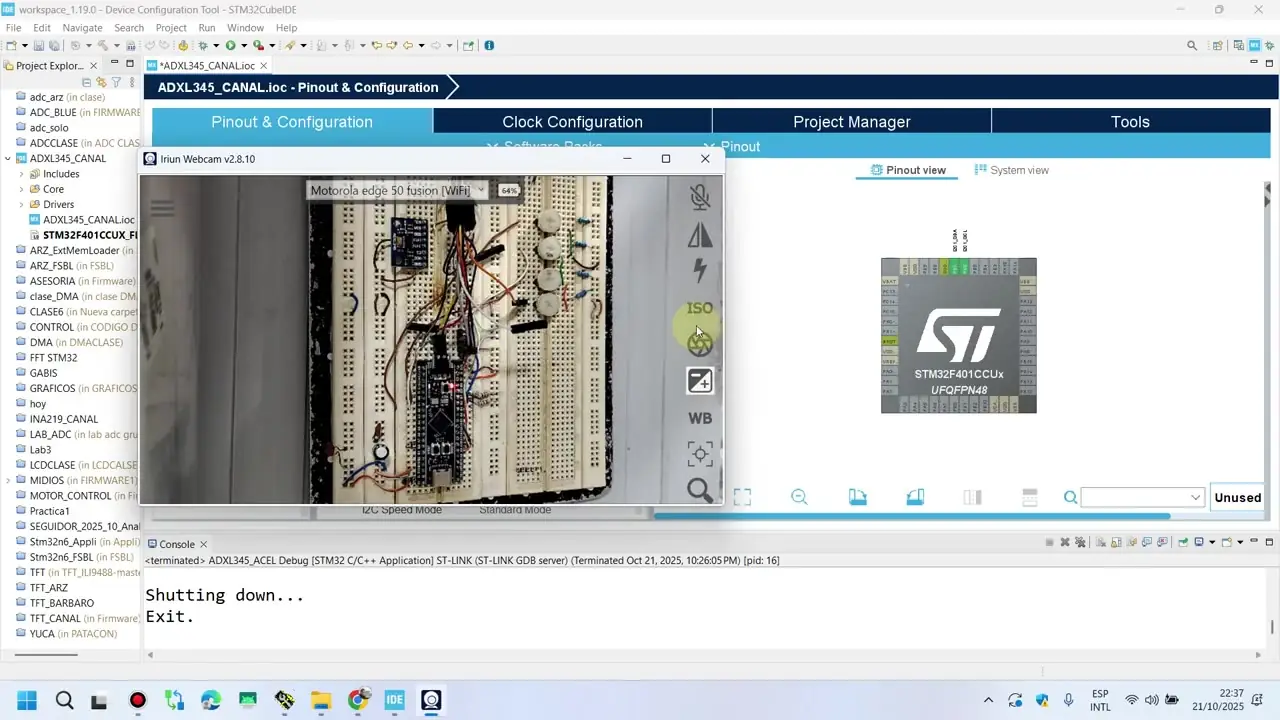 IDE workspace_1.19.0 - Device Configuration Tool - STM32CubeIDE
File Edit Navigate Search Project Run Window Help
Project Explor...
*ADXL345_CANAL.ioc
adc_arz (in clase)
ADC_BLUE (in FIRMWARE
adc_solo
ADCCLASE (in ADC CLAS
ADXL345_CANAL
Includes
Core
Drivers
MX ADXL345_CANAL.ioc
STM32F401CCUX_FL
ARZ_ExtMemLoader (in
ARZ_FSBL (in FSBL)
ASESORIA (in Firmware)
clase_DMA (in clase DM
CLASE6 (in Nueva carpet
CONTROL (in CODIGO D
DMA (in DMACLASE)
FFT STM32
GABIS
GRAFICOS (in GRAFICOS
hoy
INA219_CANAL
LAB_ADC (in lab adc gru
Lab3
LCDCLASE (in LCDCALSE
MIDIOS (in FIRMWARE1)
MOTOR_CONTROL (in Fi
Practica1
SEGUIDOR_2025_10_Anal
Stm32n6_Appli (in Appli)
Stm32n6_FSBL (in FSBL)
TFT (in TFT_ILI9488-maste
TFT_ARZ
TFT_BARBARO
TFT_CANAL (in Firmware
YUCA (in PATACON)
ADXL345_CANAL.ioc - Pinout & Configuration
Pinout & Configuration Clock Configuration Project Manager Tools
Software Packs Pinout
Iriun Webcam v2.8.10
Motorola edge 50 fusion [WiFi] 64%
ISO
WB
Pinout view System view
STM32F401CCUx
UFQFPN48
Unused
I2C Speed Mode Standard Mode
Console
<terminated> ADXL345_ACEL Debug [STM32 C/C++ Application] ST-LINK (ST-LINK GDB server) (Terminated Oct 21, 2025, 10:26:05 PM) [pid: 16]
Shutting down...
Exit.
IDE
ESP
INTL
22:37
21/10/2025